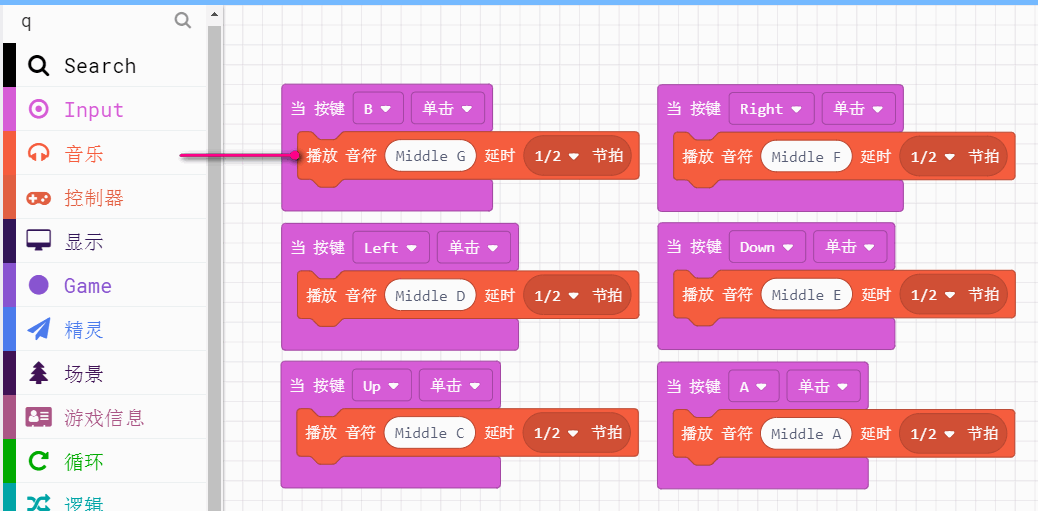 q
Search
Input
音乐
控制器
显示
Game
精灵
场景
游戏信息
循环
逻辑
当 按键 B 单击
播放 音符 Middle G 延时 1/2 节拍
当 按键 Right 单击
播放 音符 Middle F 延时 1/2 节拍
当 按键 Left 单击
播放 音符 Middle D 延时 1/2 节拍
当 按键 Down 单击
播放 音符 Middle E 延时 1/2 节拍
当 按键 Up 单击
播放 音符 Middle C 延时 1/2 节拍
当 按键 A 单击
播放 音符 Middle A 延时 1/2 节拍